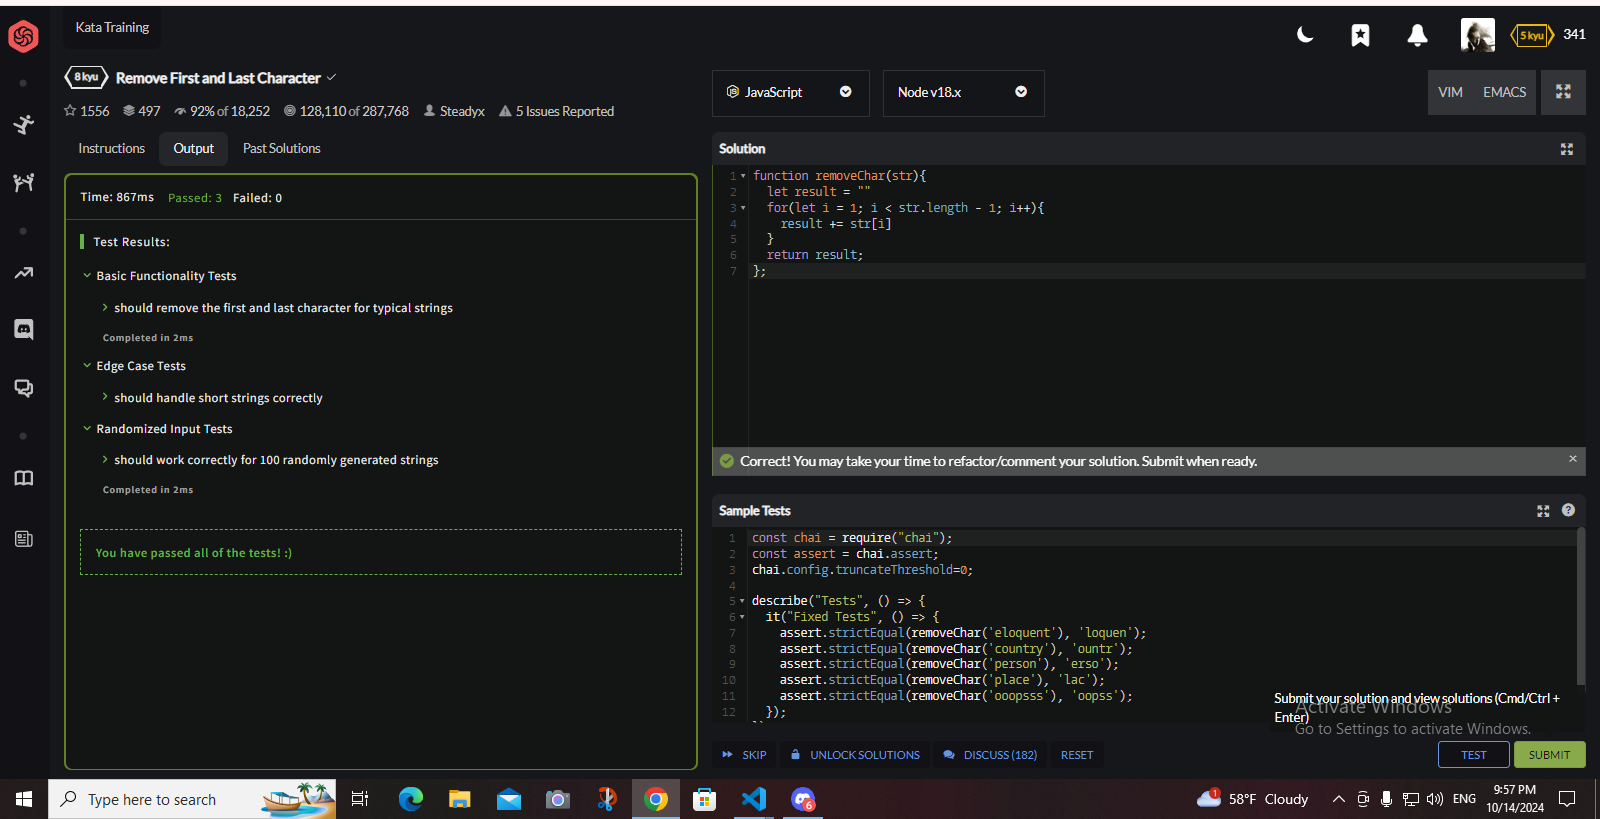 Kata Training
5 kyu 341
8 kyu Remove First and Last Character
1556 497 92% of 18,252 128,110 of 287,768 Steadyx 5 Issues Reported
JavaScript Node v18.x VIM EMACS
Instructions Output Past Solutions
Time: 867ms Passed: 3 Failed: 0
Test Results:
Basic Functionality Tests
should remove the first and last character for typical strings
Completed in 2ms
Edge Case Tests
should handle short strings correctly
Randomized Input Tests
should work correctly for 100 randomly generated strings
Completed in 2ms
You have passed all of the tests! :)
Solution
1 function removeChar(str){
2 let result = ""
3 for(let i = 1; i < str.length - 1; i++){
4 result += str[i]
5 }
6 return result;
7 };
Correct! You may take your time to refactor/comment your solution. Submit when ready.
Sample Tests
1 const chai = require("chai");
2 const assert = chai.assert;
3 chai.config.truncateThreshold=0;
4
5 describe("Tests", () => {
6 it("Fixed Tests", () => {
7 assert.strictEqual(removeChar('eloquent'), 'loquen');
8 assert.strictEqual(removeChar('country'), 'ountr');
9 assert.strictEqual(removeChar('person'), 'erso');
10 assert.strictEqual(removeChar('place'), 'lac');
11 assert.strictEqual(removeChar('ooopsss'), 'oopss');
12 });
Submit your solution and view solutions (Cmd/Ctrl +
Enter)
Activate Windows
Go to Settings to activate Windows.
SKIP UNLOCK SOLUTIONS DISCUSS (182) RESET TEST SUBMIT
Type here to search
6
1 58°F Cloudy ENG
9:57 PM
10/14/2024